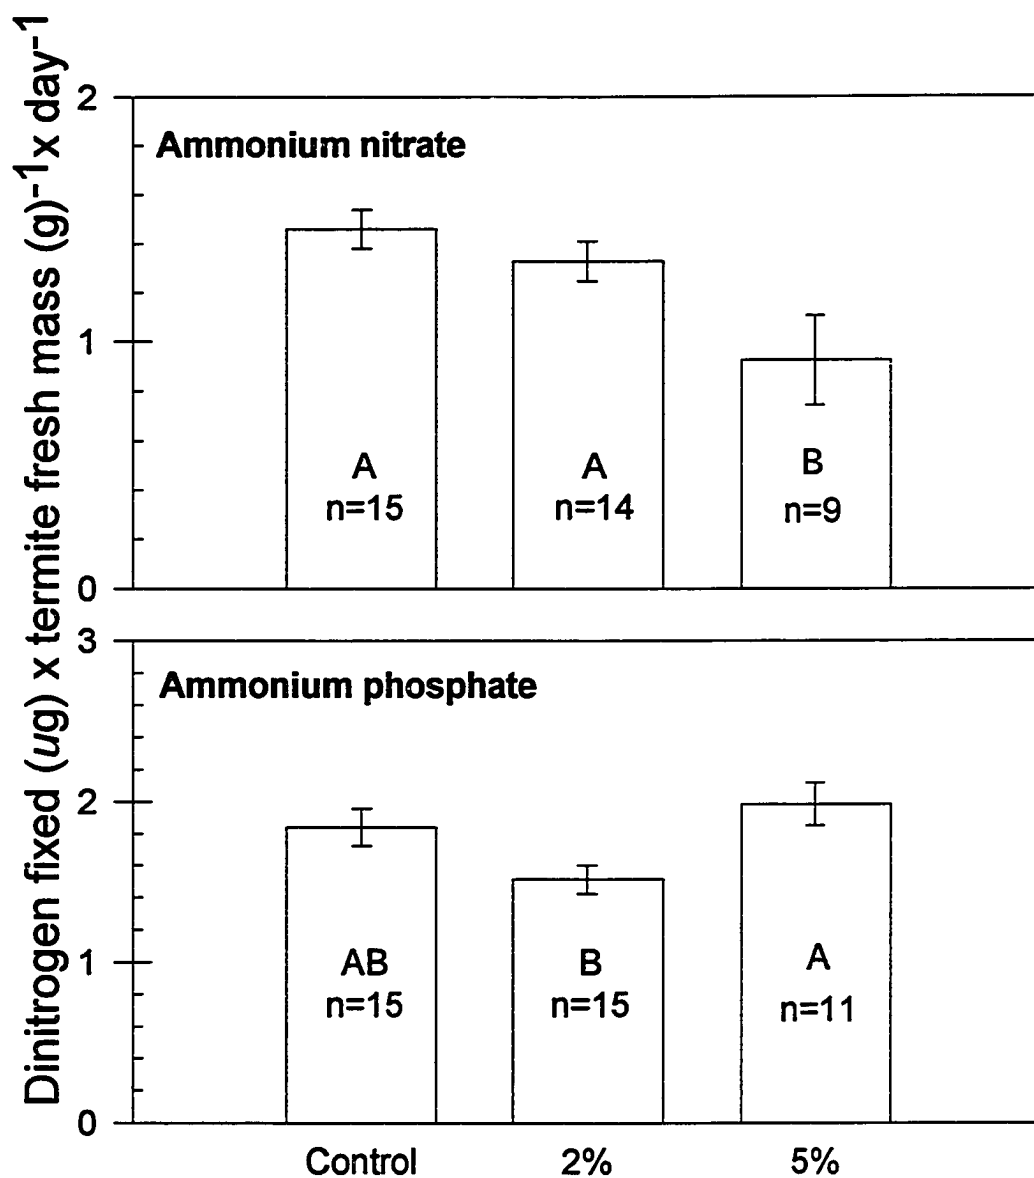 Dinitrogen fixed (ug) x termite fresh mass (g)-1 x day-1
2
Ammonium nitrate
1
A
n=15
A
n=14
B
n=9
0
3
Ammonium phosphate
2
1
AB
n=15
B
n=15
A
n=11
0
Control
2%
5%